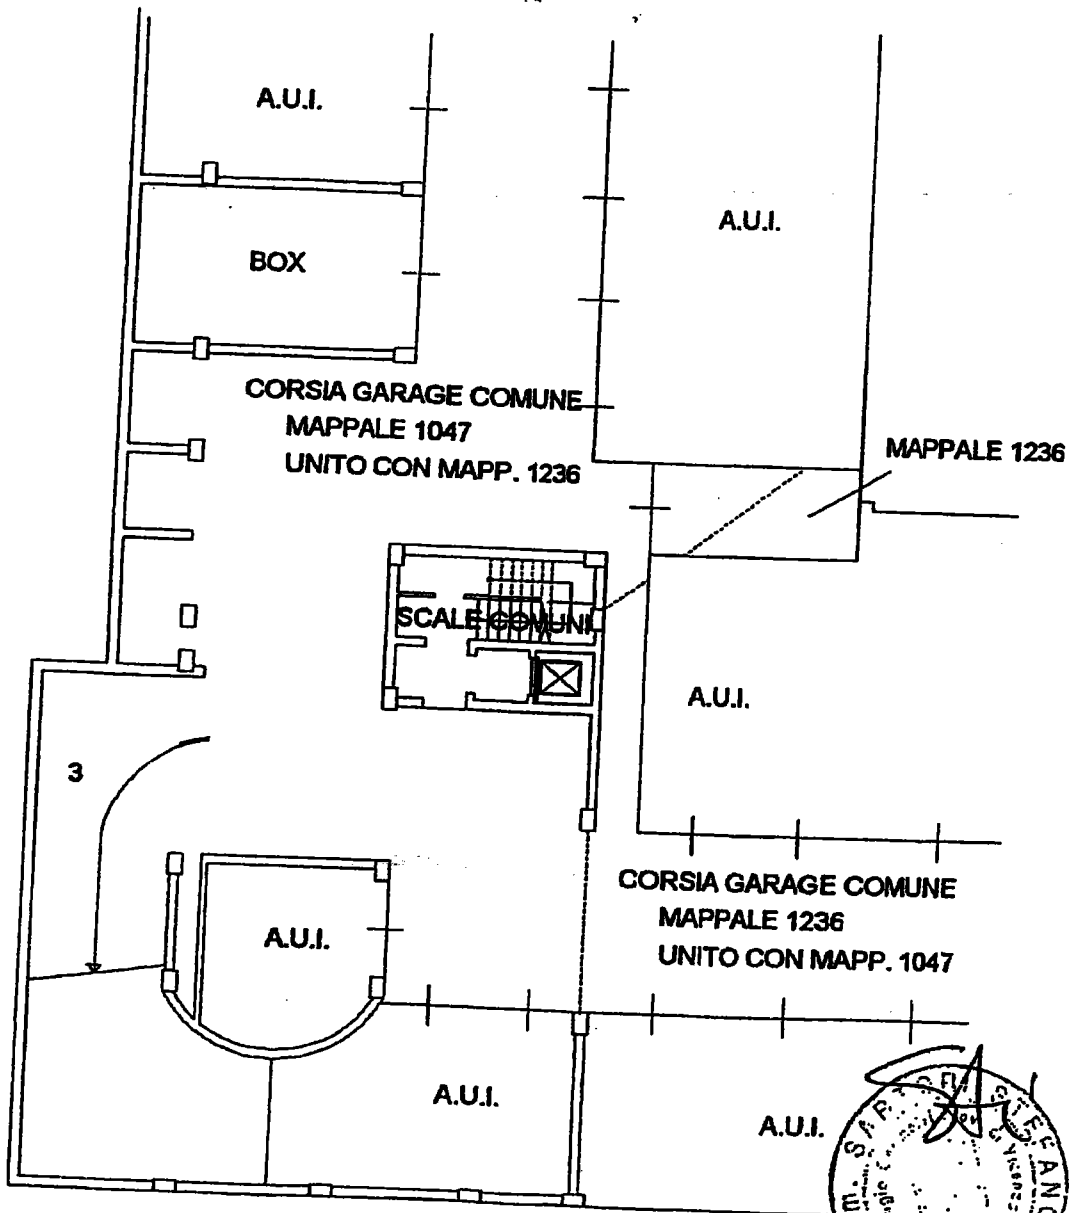 A.U.I.
A.U.I.
BOX
CORSIA GARAGE COMUNE
MAPPALE 1047
UNITO CON MAPP. 1236
MAPPALE 1236
SCALE COMUNI
A.U.I.
3
CORSIA GARAGE COMUNE
MAPPALE 1236
UNITO CON MAPP. 1047
A.U.I.
A.U.I.
A.U.I.